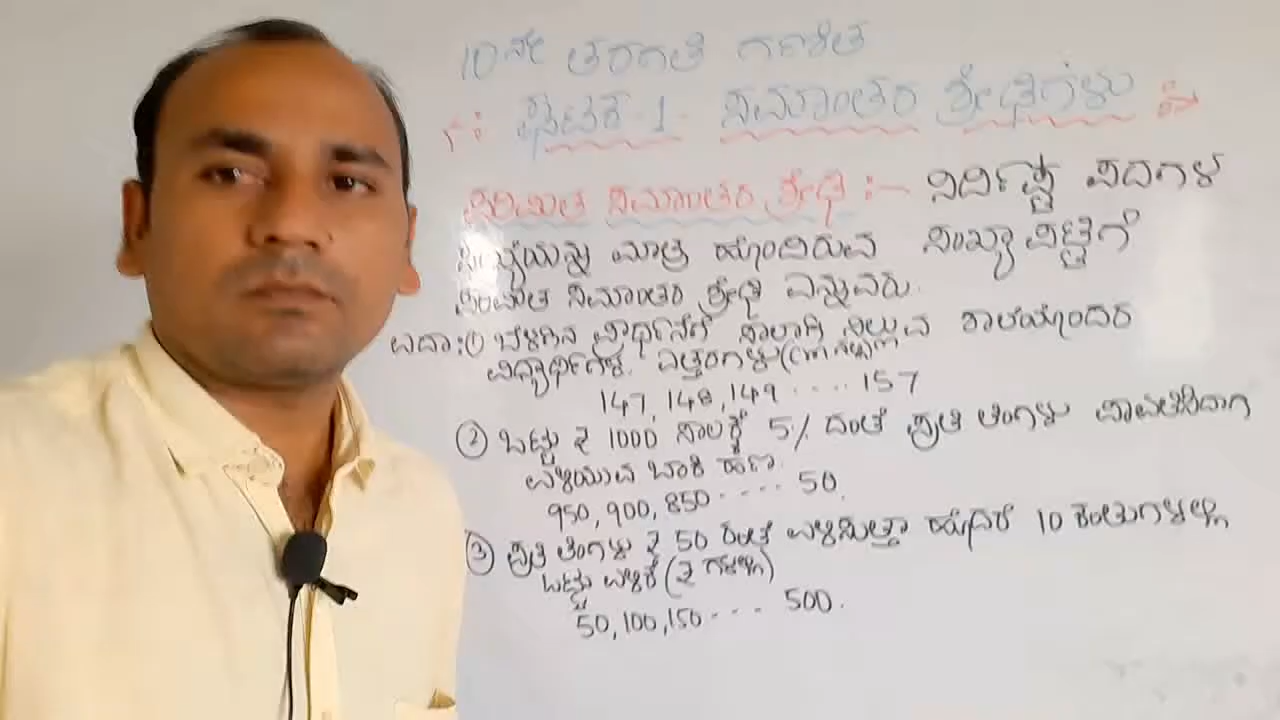 10ನೇ ತರಗತಿ ಗಣಿತ
ಘಟಕ-1 ಸಮಾಂತರ ಶ್ರೇಢಿಗಳು
ಪರಿಮಿತ ಸಮಾಂತರ ಶ್ರೇಢಿ :- ನಿರ್ದಿಷ್ಟ ಪದಗಳ
ಸಂಖ್ಯೆಯನ್ನು ಮಾತ್ರ ಹೊಂದಿರುವ ಸಂಖ್ಯಾ ಪಟ್ಟಿಗೆ
ಪರಿಮಿತ ಸಮಾಂತರ ಶ್ರೇಢಿ ಎನ್ನುವರು.
ಉದಾ:① ಬೆಳಗಿನ ಪ್ರಾರ್ಥನೆಗೆ ಸಾಲಾಗಿ ನಿಲ್ಲುವ ಶಾಲೆಯೊಂದರ
ವಿದ್ಯಾರ್ಥಿಗಳ ಎತ್ತರಗಳು (cm ಗಳಲ್ಲಿ)
147, 148, 149 .... 157
② ಒಟ್ಟು ₹ 1000 ಸಾಲಕ್ಕೆ 5% ದಂತೆ ಪ್ರತಿ ತಿಂಗಳು ಪಾವತಿಸಿದಾಗ
ಉಳಿಯುವ ಬಾಕಿ ಹಣ.
950, 900, 850 .... 50.
③ ಪ್ರತಿ ತಿಂಗಳು ₹ 50 ರಂತೆ ಉಳಿಸುತ್ತಾ ಹೋದರೆ 10 ಕಂತುಗಳಲ್ಲಿ
ಒಟ್ಟು ಉಳಿಕೆ (₹ ಗಳಲ್ಲಿ)
50, 100, 150 .... 500.